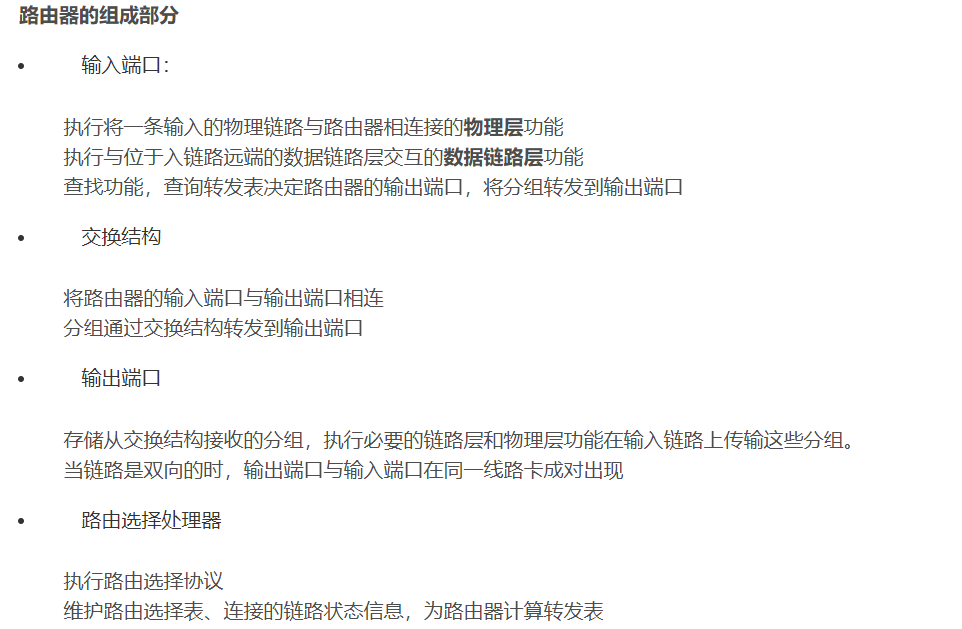 路由器的组成部分
• 输入端口：
执行将一条输入的物理链路与路由器相连接的物理层功能
执行与位于入链路远端的数据链路层交互的数据链路层功能
查找功能，查询转发表决定路由器的输出端口，将分组转发到输出端口
• 交换结构
将路由器的输入端口与输出端口相连
分组通过交换结构转发到输出端口
• 输出端口
存储从交换结构接收的分组，执行必要的链路层和物理层功能在输入链路上传输这些分组。
当链路是双向的时，输出端口与输入端口在同一线路卡成对出现
• 路由选择处理器
执行路由选择协议
维护路由选择表、连接的链路状态信息，为路由器计算转发表